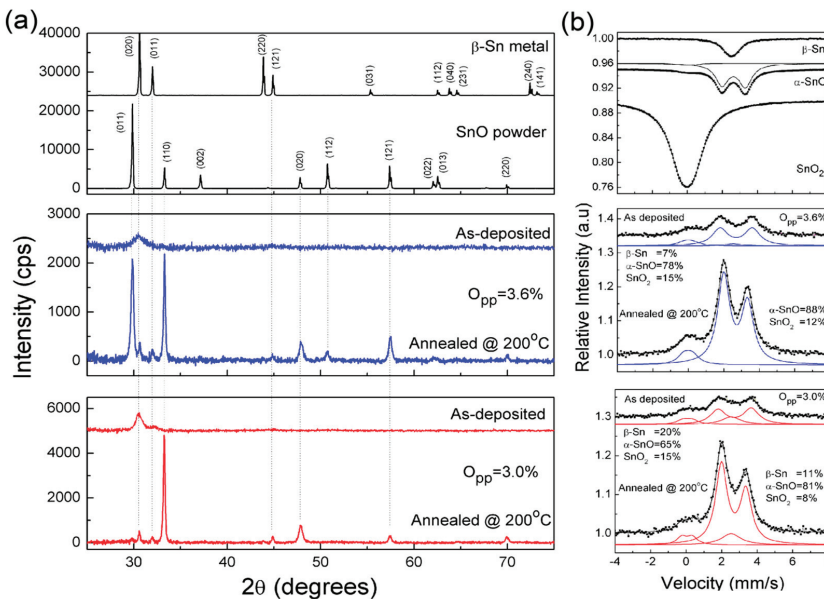 (a)
40000
30000
20000
10000
0
(020)
(011)
(220)
(121)
(031)
(112)
(040)
(231)
(240)
(141)
β-Sn metal
(011)
(110)
(002)
(020)
(112)
(121)
(022)
(013)
(220)
SnO powder
3000
2000
1000
0
As-deposited
Opp=3.6%
Annealed @ 200°C
6000
4000
2000
0
As-deposited
Opp=3.0%
Annealed @ 200°C
Intensity (cps)
30 40 50 60 70
2θ (degrees)
(b)
1.00
0.96
0.92
0.88
0.84
0.80
0.76
β-Sn
α-SnO
SnO2
1.4
1.3
1.2
1.1
1.0
As deposited
Opp=3.6%
β-Sn =7%
α-SnO=78%
SnO2 =15%
Annealed @ 200°C
α-SnO=88%
SnO2=12%
1.3
1.2
1.1
1.0
As-deposited
Opp=3.0%
β-Sn =20%
α-SnO=65%
SnO2 =15%
Annealed @ 200°C
β-Sn =11%
α-SnO=81%
SnO2 =8%
Relative Intensity (a.u)
-4 -2 0 2 4 6
Velocity (mm/s)